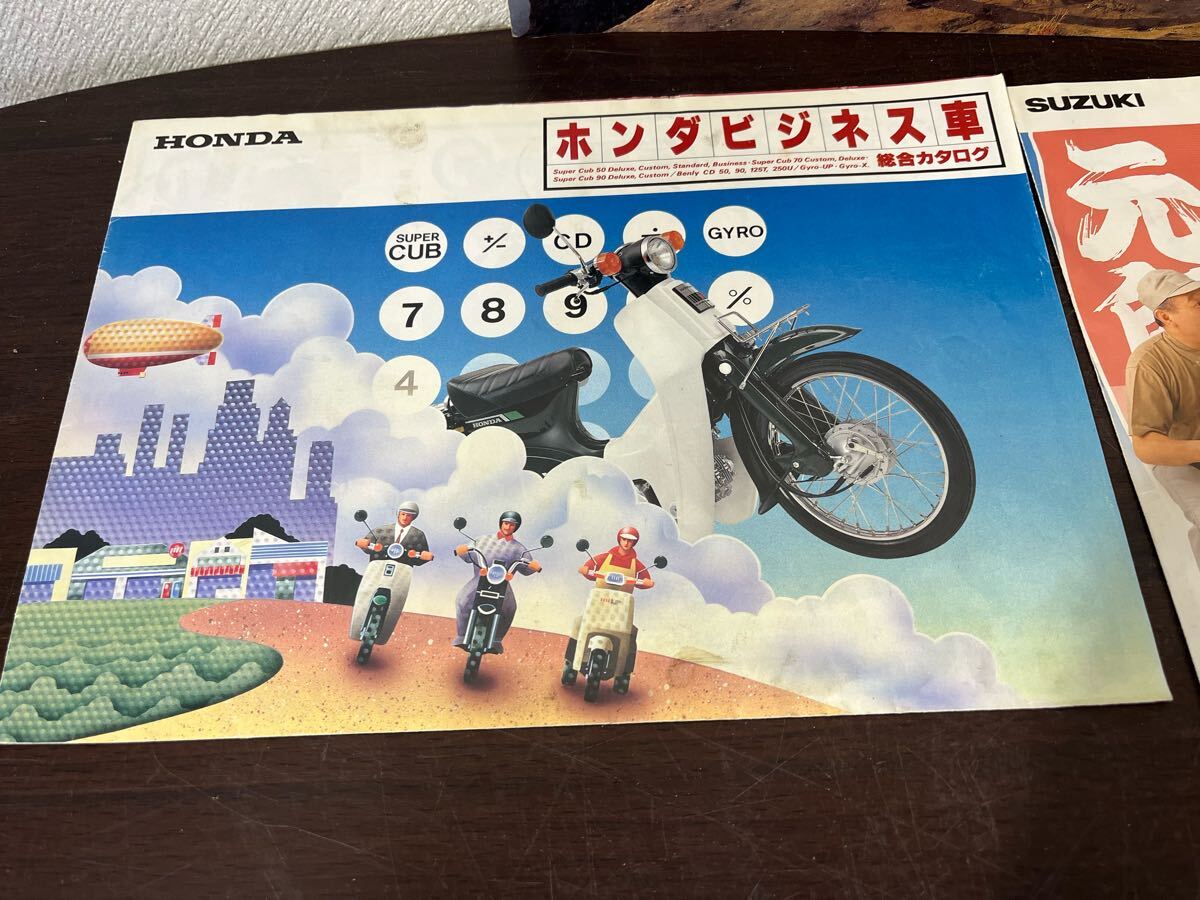 HONDA
ホンダビジネス車
Super Cub 50 Deluxe, Custom, Standard, Business・Super Cub 70 Custom, Deluxe・
Super Cub 90 Deluxe, Custom / Benly CD 50, 90, 125T, 250U / Gyro-UP・Gyro-X.
総合カタログ
SUZUKI
元
SUPER
CUB
+/−
CD
÷
GYRO
7
8
9
%
4
HONDA